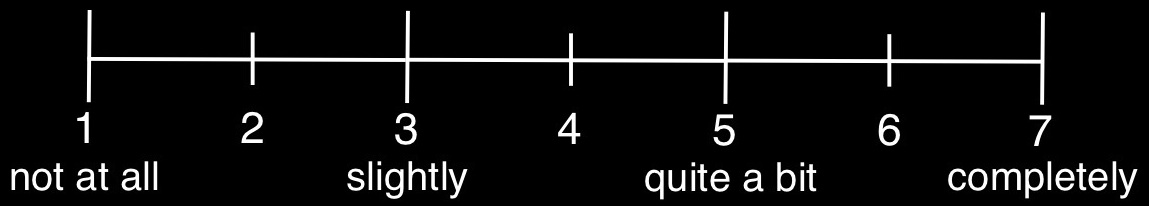 1 2 3 4 5 6 7
not at all slightly quite a bit completely